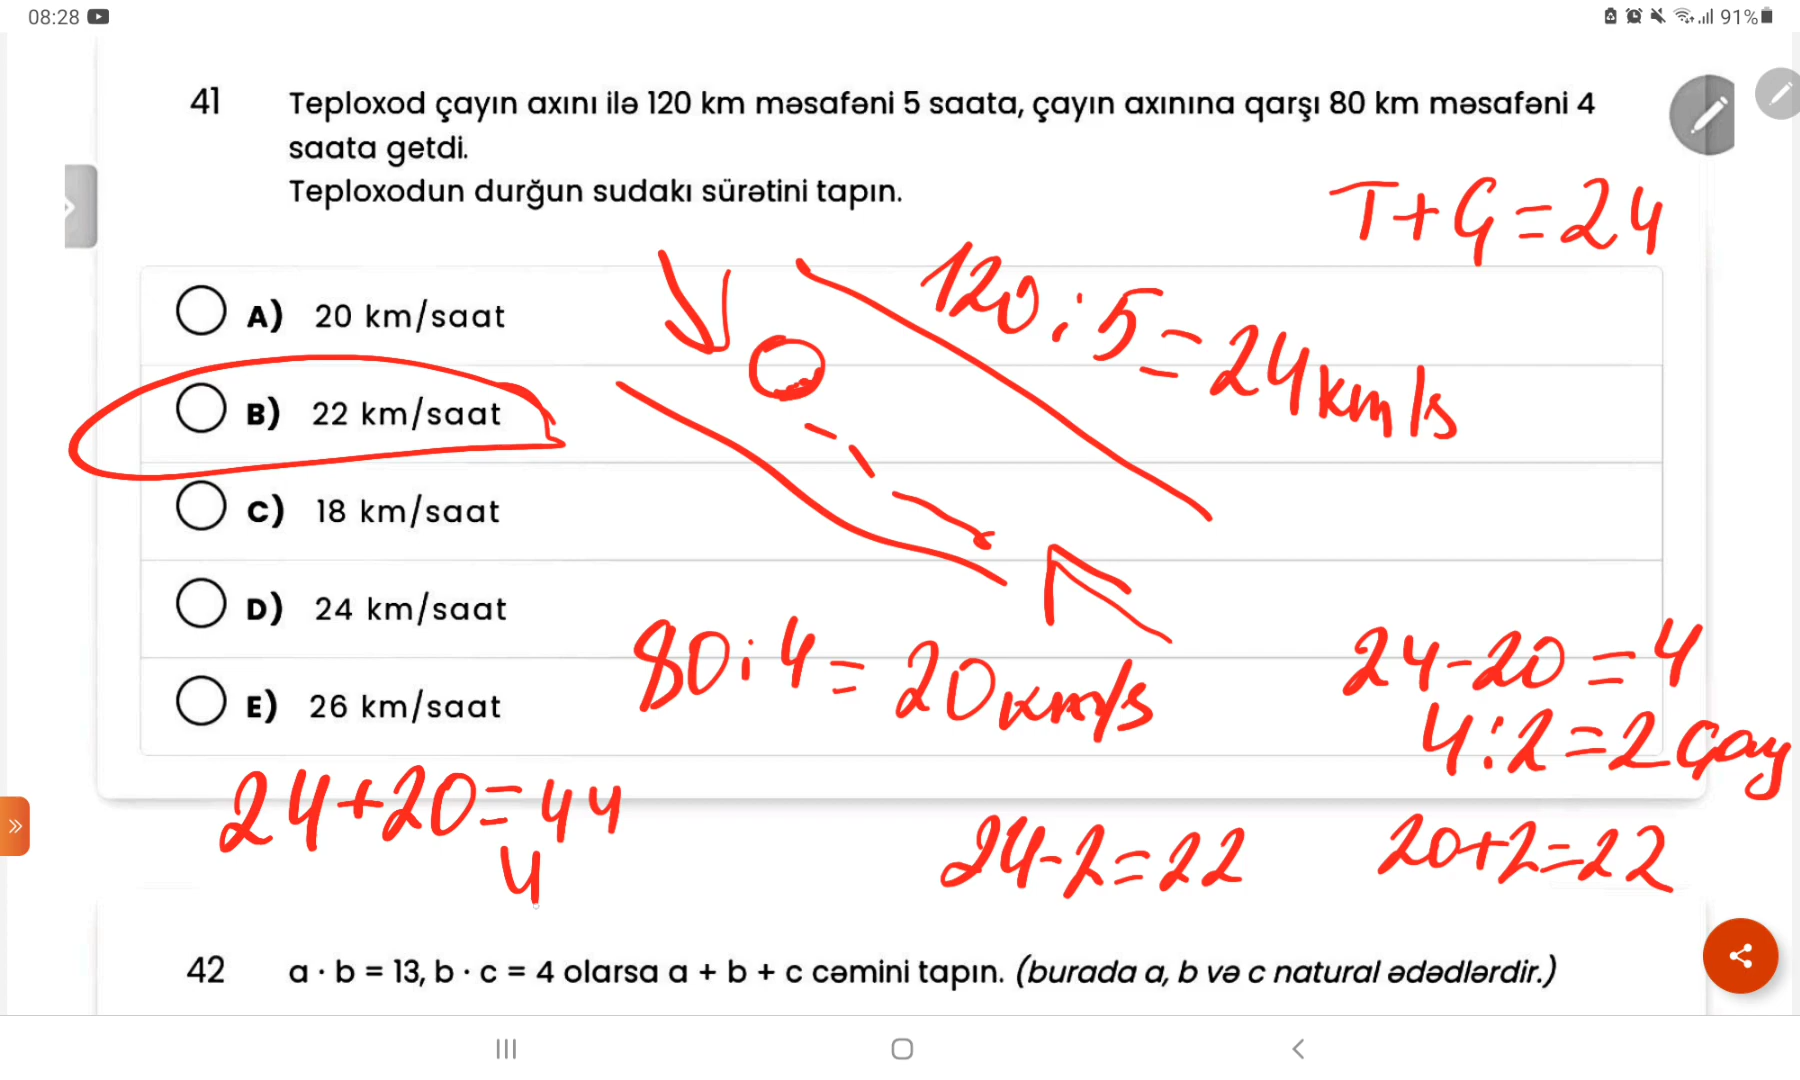 08:28
91%
41 Teploxod çayın axını ilə 120 km məsafəni 5 saata, çayın axınına qarşı 80 km məsafəni 4
saata getdi.
Teploxodun durğun sudakı sürətini tapın.
T+Ç=24
120:5=24km/s
A) 20 km/saat
B) 22 km/saat
C) 18 km/saat
D) 24 km/saat
E) 26 km/saat
80:4=20km/s
24-20=4
4:2=2 Çay
24+20=44
4
24-2=22
20+2=22
42 a · b = 13, b · c = 4 olarsa a + b + c cəmini tapın. (burada a, b və c natural ədədlərdir.)